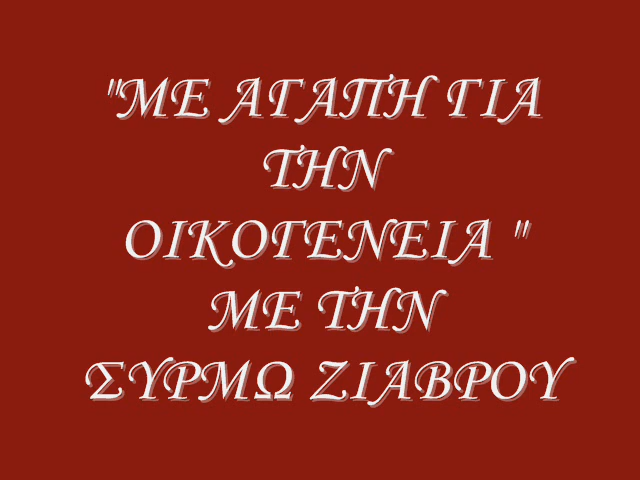 "ΜΕ ΑΓΑΠΗ ΓΙΑ
ΤΗΝ
ΟΙΚΟΓΕΝΕΙΑ "
ΜΕ ΤΗΝ
ΣΥΡΜΩ ΖΙΑΒΡΟΥ